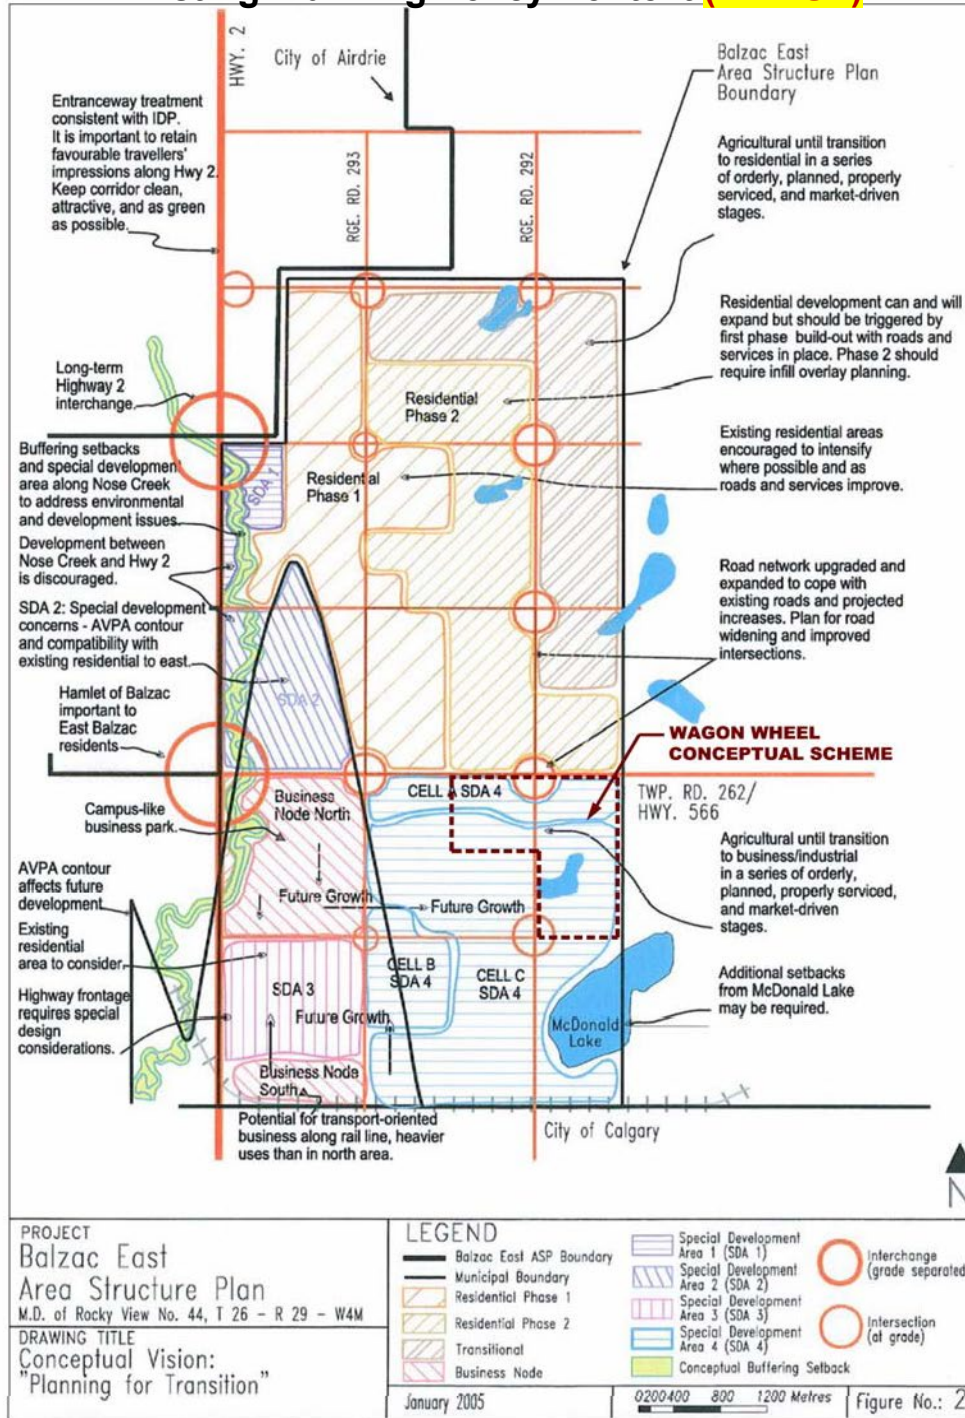 HWY. 2
City of Airdrie
Balzac East
Area Structure Plan
Boundary
Entranceway treatment
consistent with IDP.
It is important to retain
favourable travellers'
impressions along Hwy 2.
Keep corridor clean,
attractive, and as green
as possible.
RGE. RD. 293
RGE. RD. 292
Agricultural until transition
to residential in a series
of orderly, planned, properly
serviced, and market-driven
stages.
Residential development can and will
expand but should be triggered by
first phase build-out with roads and
services in place. Phase 2 should
require infill overlay planning.
Long-term
Highway 2
interchange.
Residential
Phase 2
Existing residential areas
encouraged to intensify
where possible and as
roads and services improve.
Buffering setbacks
and special development
area along Nose Creek
to address environmental
and development issues.
SDA 1
Residential
Phase 1
Development between
Nose Creek and Hwy 2
is discouraged.
Road network upgraded and
expanded to cope with
existing roads and projected
increases. Plan for road
widening and improved
intersections.
SDA 2: Special development
concerns - AVPA contour
and compatibility with
existing residential to east.
SDA 2
Hamlet of Balzac
important to
East Balzac
residents
WAGON WHEEL
CONCEPTUAL SCHEME
TWP. RD. 262/
HWY. 566
Campus-like
business park.
Business
Node North
CELL A SDA 4
Agricultural until transition
to business/industrial
in a series of orderly,
planned, properly serviced,
and market-driven
stages.
AVPA contour
affects future
development
Future Growth
Future Growth
Existing
residential
area to consider.
CELL B
SDA 4
CELL C
SDA 4
Additional setbacks
from McDonald Lake
may be required.
Highway frontage
requires special
design
considerations.
SDA 3
Future Growth
McDonald
Lake
Business Node
South
Potential for transport-oriented
business along rail line, heavier
uses than in north area.
City of Calgary
N
PROJECT
Balzac East
Area Structure Plan
M.D. of Rocky View No. 44, T 26 - R 29 - W4M
DRAWING TITLE
Conceptual Vision:
"Planning for Transition"
LEGEND
Balzac East ASP Boundary
Municipal Boundary
Residential Phase 1
Residential Phase 2
Transitional
Business Node
Special Development
Area 1 (SDA 1)
Special Development
Area 2 (SDA 2)
Special Development
Area 3 (SDA 3)
Special Development
Area 4 (SDA 4)
Conceptual Buffering Setback
Interchange
(grade separated
Intersection
(at grade)
January 2005
0 200 400 800 1200 Metres
Figure No.: 2